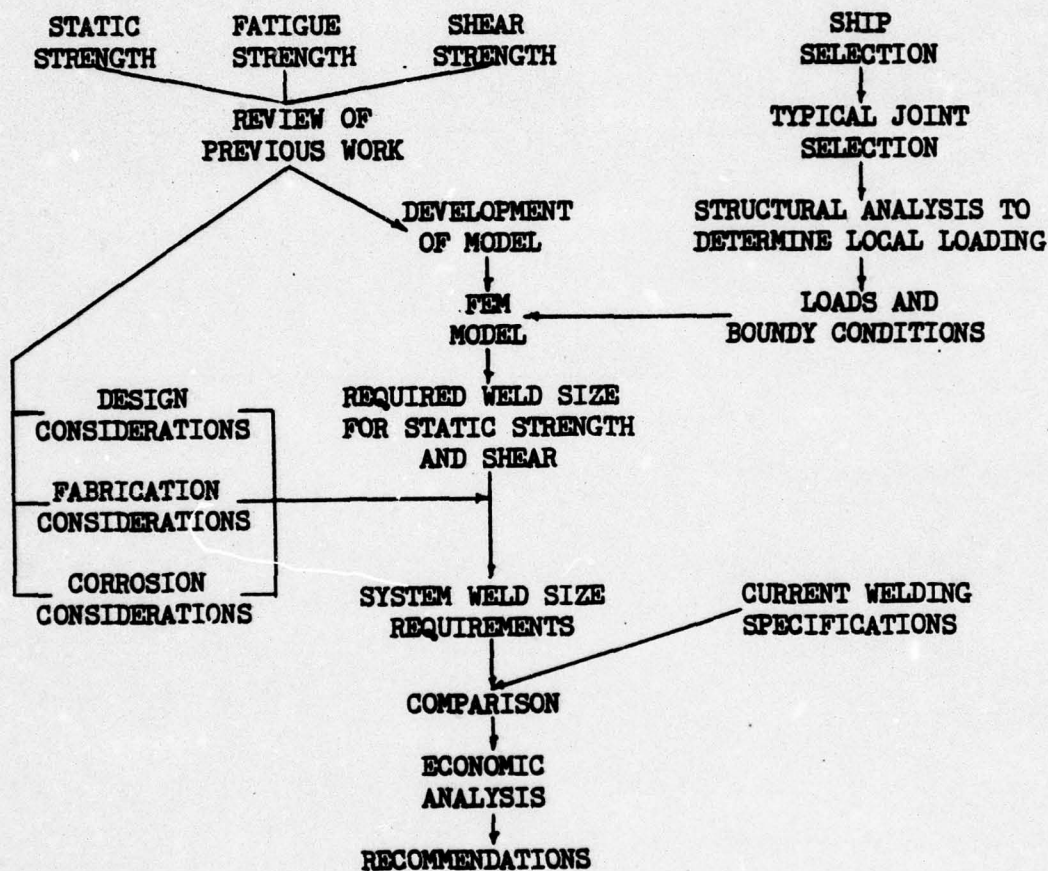 STATIC
STRENGTH
FATIGUE
STRENGTH
SHEAR
STRENGTH
SHIP
SELECTION
REVIEW OF
PREVIOUS WORK
TYPICAL JOINT
SELECTION
DEVELOPMENT
OF MODEL
STRUCTURAL ANALYSIS TO
DETERMINE LOCAL LOADING
FEM
MODEL
LOADS AND
BOUNDY CONDITIONS
DESIGN
CONSIDERATIONS
REQUIRED WELD SIZE
FOR STATIC STRENGTH
AND SHEAR
FABRICATION
CONSIDERATIONS
CORROSION
CONSIDERATIONS
SYSTEM WELD SIZE
REQUIREMENTS
CURRENT WELDING
SPECIFICATIONS
COMPARISON
ECONOMIC
ANALYSIS
RECOMMENDATIONS